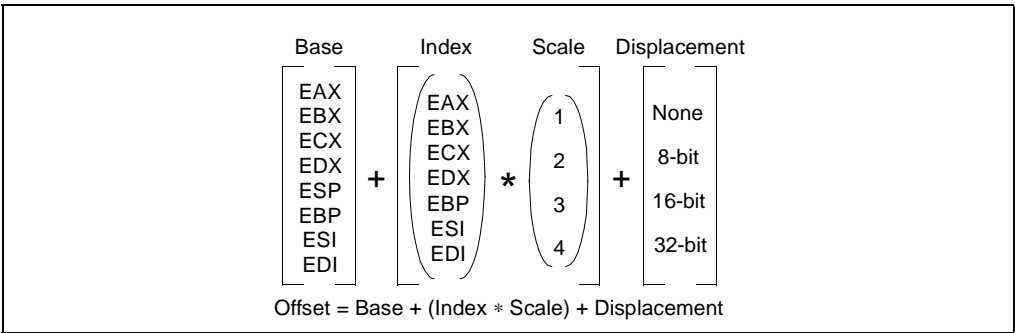 Base Index Scale Displacement
EAX
EBX
ECX
EDX
ESP
EBP
ESI
EDI
+
EAX
EBX
ECX
EDX
EBP
ESI
EDI
*
1
2
3
4
+
None
8-bit
16-bit
32-bit
Offset = Base + (Index * Scale) + Displacement